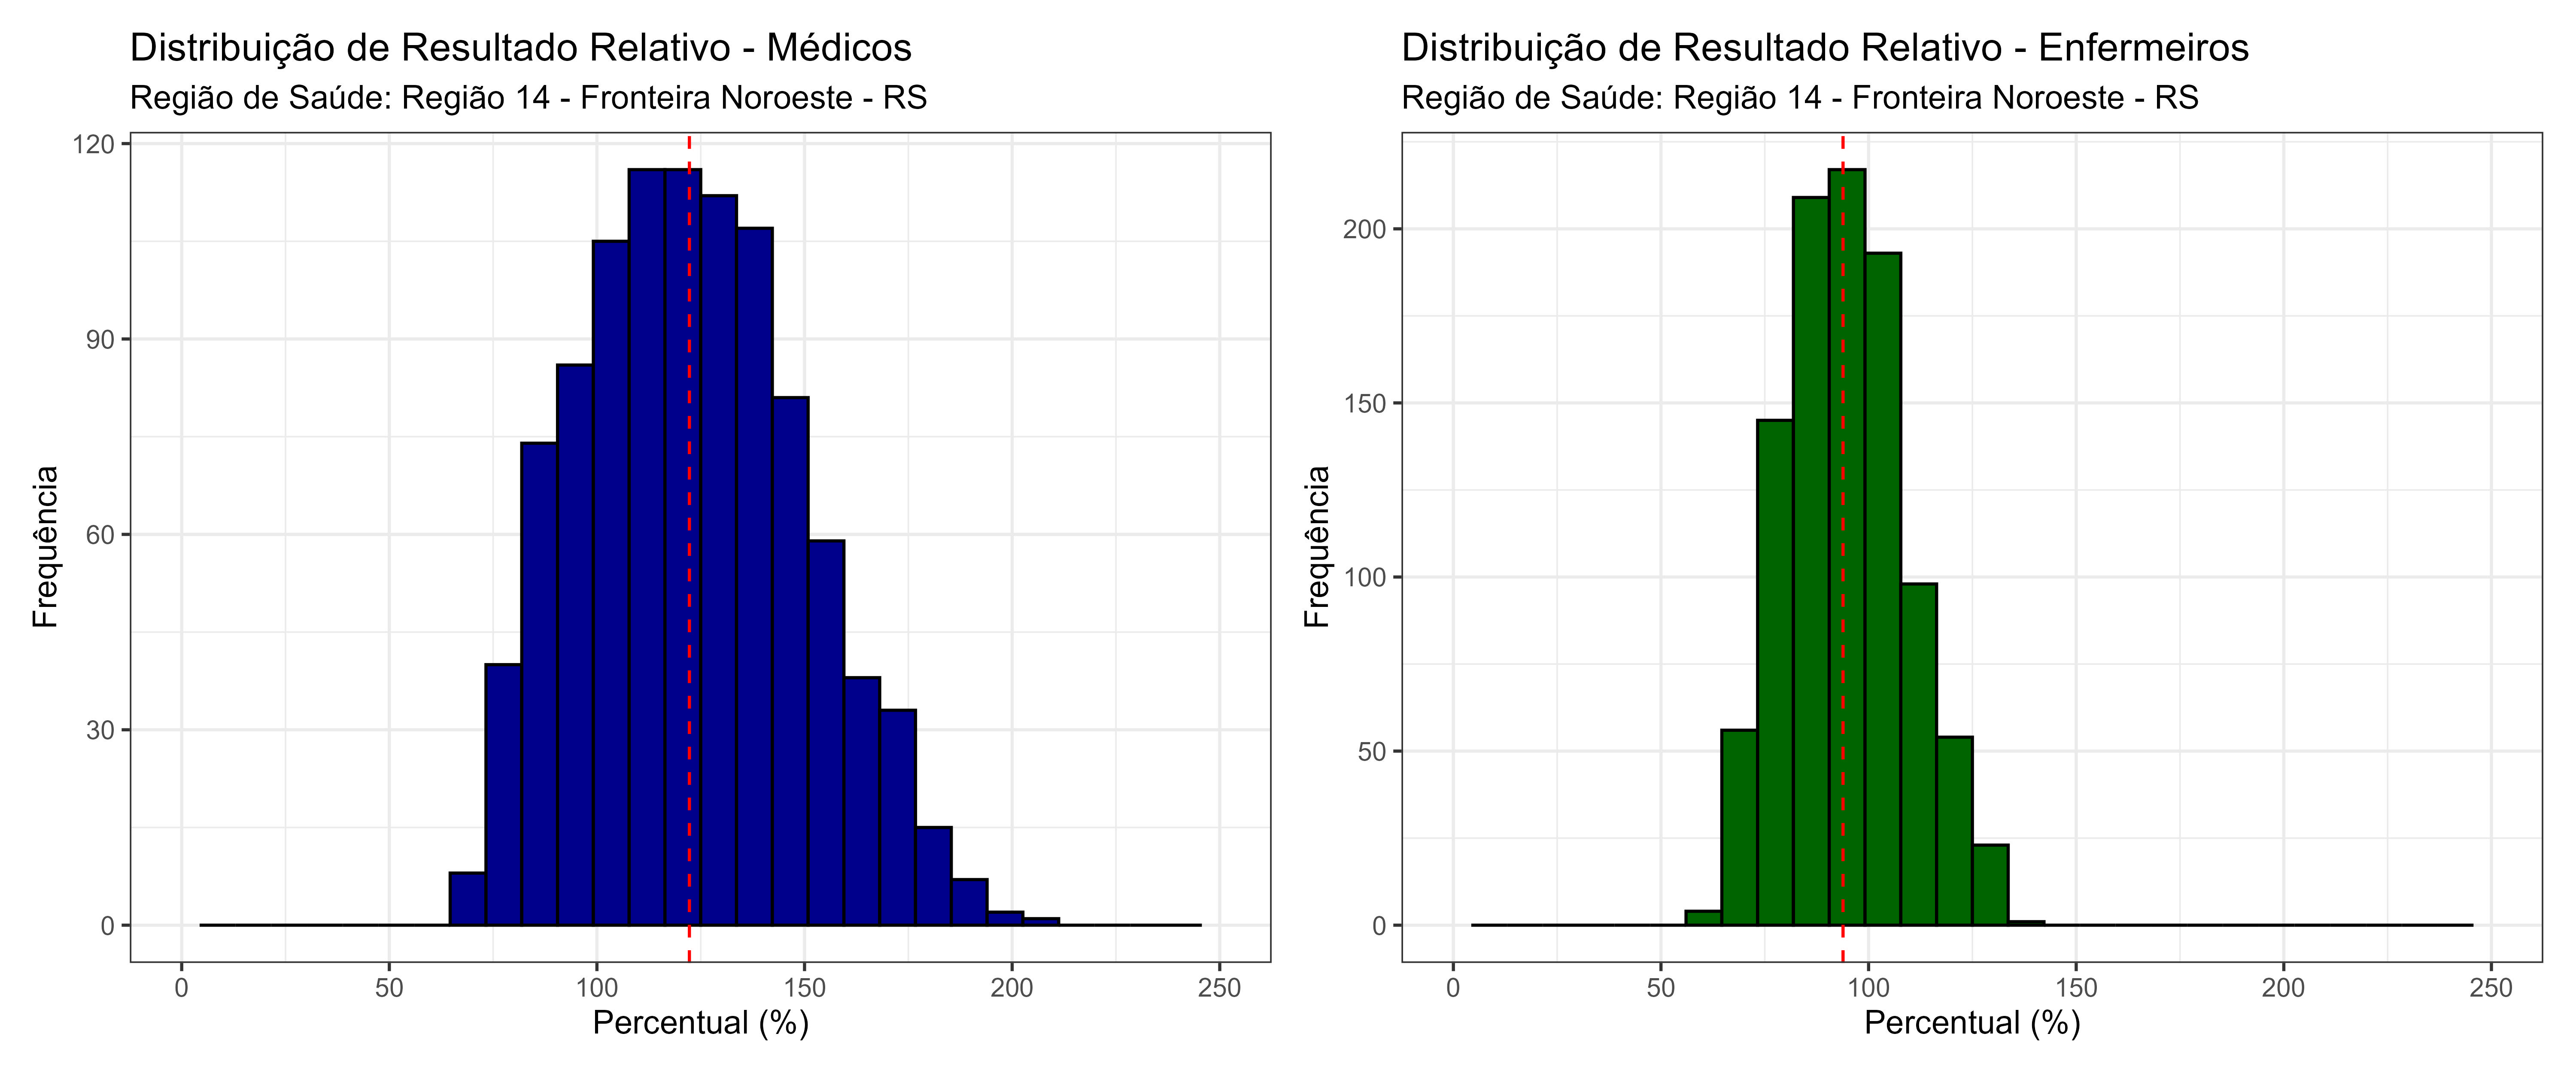 Distribuição de Resultado Relativo - Médicos
Região de Saúde: Região 14 - Fronteira Noroeste - RS
120
90
60
30
0
Frequência
0 50 100 150 200 250
Percentual (%)
Distribuição de Resultado Relativo - Enfermeiros
Região de Saúde: Região 14 - Fronteira Noroeste - RS
200
150
100
50
0
Frequência
0 50 100 150 200 250
Percentual (%)